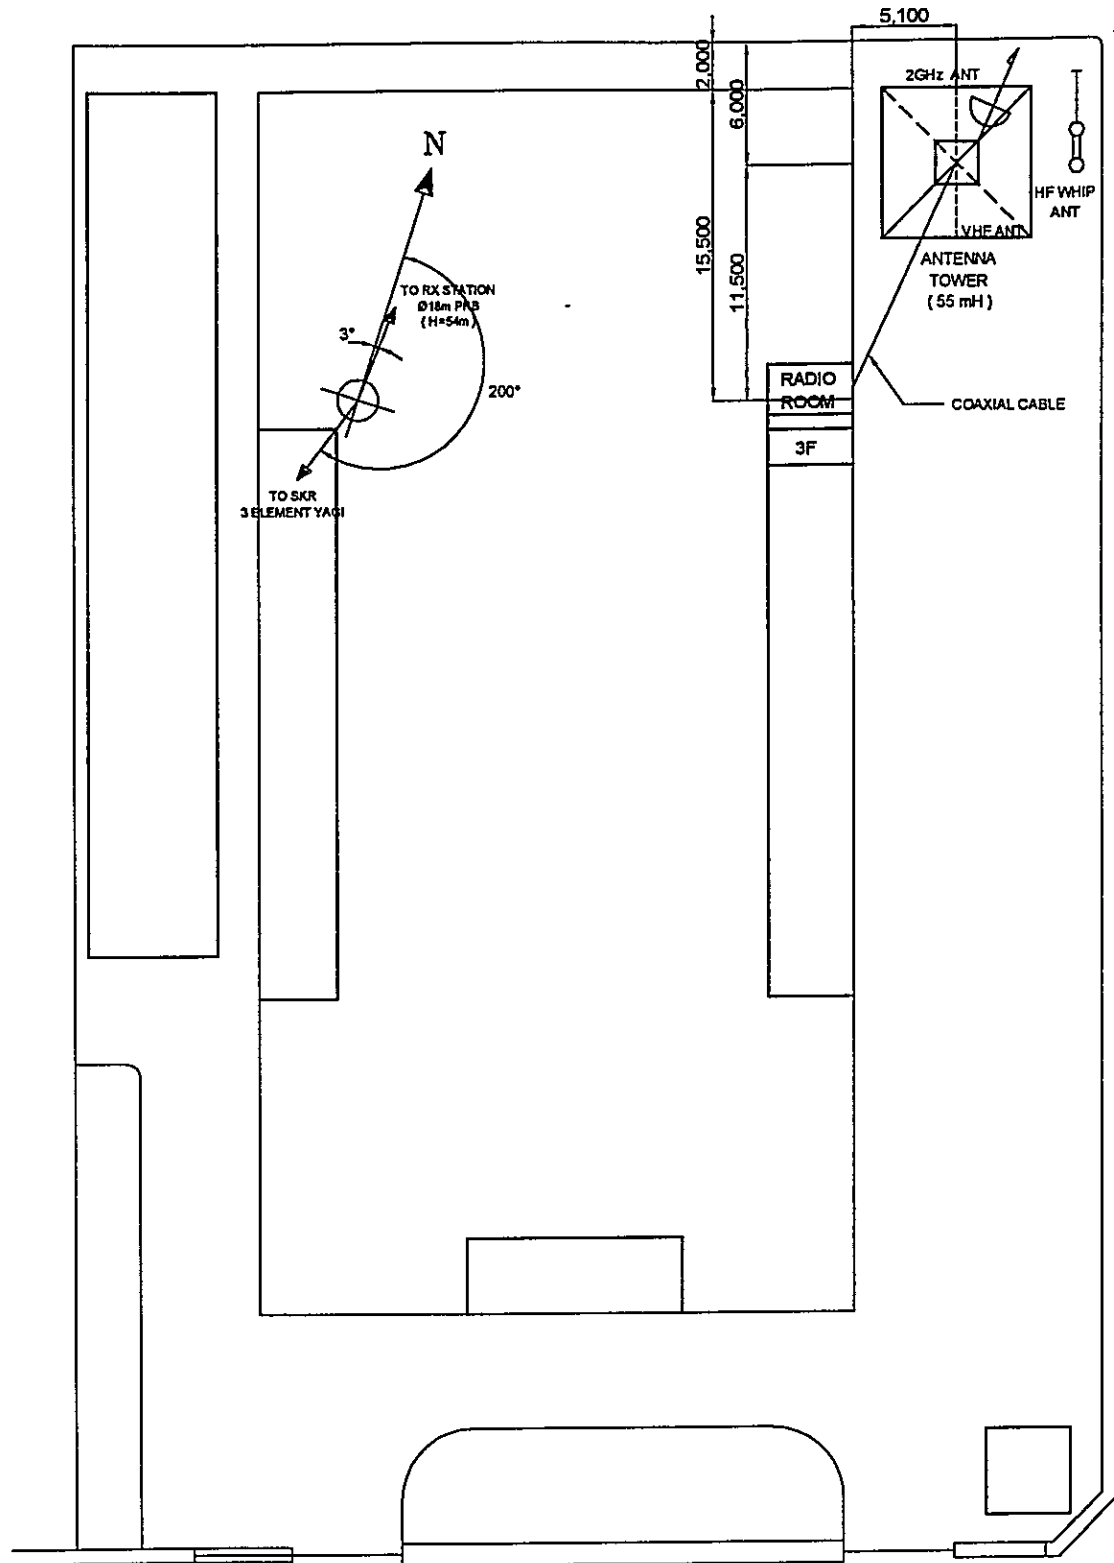 5,100
2,000
6,000
2GHz ANT
N
HF WHIP
ANT
VHF ANT
15,500
11,500
ANTENNA
TOWER
( 55 mH )
TO RX STATION
Ø18m PRB
( H=54m )
3°
200°
RADIO
ROOM
COAXIAL CABLE
3F
TO SKR
3 ELEMENT YAGI